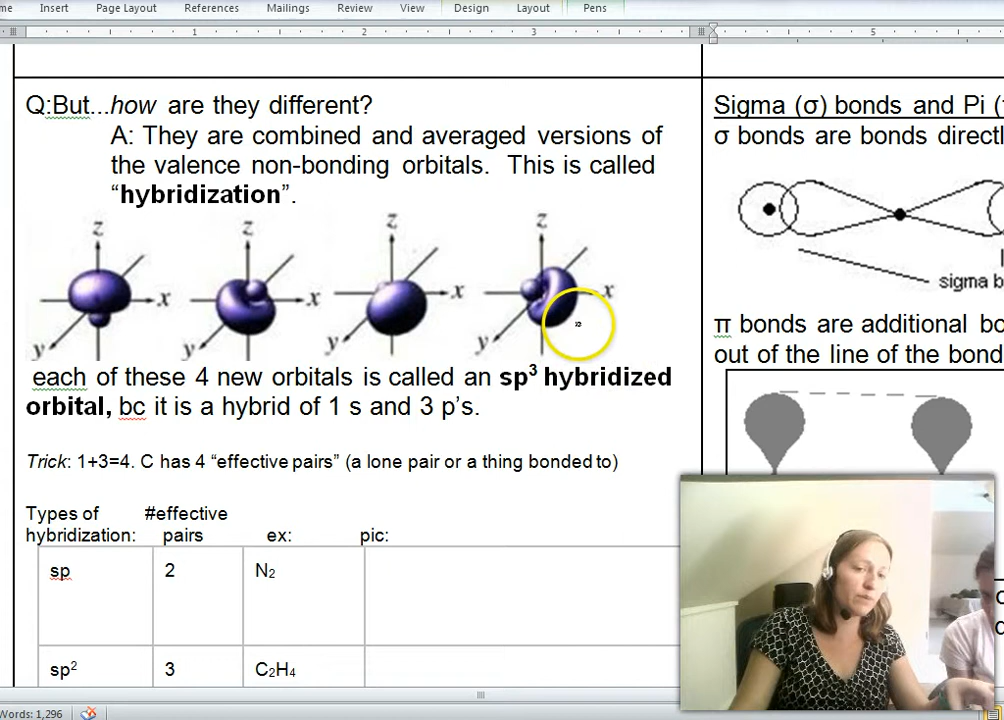 Insert Page Layout References Mailings Review View Design Layout Pens
1 2 3 5
Q:But...how are they different?
A: They are combined and averaged versions of
the valence non-bonding orbitals. This is called
“hybridization”.
z z z z
x x x x
y y y y
each of these 4 new orbitals is called an sp³ hybridized
orbital, bc it is a hybrid of 1 s and 3 p’s.
Trick: 1+3=4. C has 4 “effective pairs” (a lone pair or a thing bonded to)
Types of #effective
hybridization: pairs ex: pic:
sp 2 N₂
sp² 3 C₂H₄
Sigma (σ) bonds and Pi (
σ bonds are bonds directl
sigma b
π bonds are additional bo
out of the line of the bond
Words: 1,296